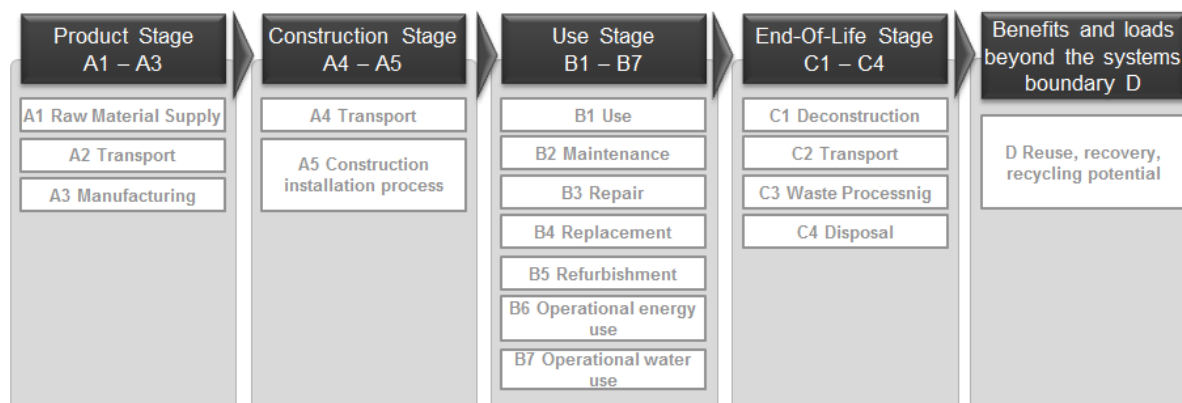 Product Stage
A1 – A3
A1 Raw Material Supply
A2 Transport
A3 Manufacturing
Construction Stage
A4 – A5
A4 Transport
A5 Construction
installation process
Use Stage
B1 – B7
B1 Use
B2 Maintenance
B3 Repair
B4 Replacement
B5 Refurbishment
B6 Operational energy
use
B7 Operational water
use
End-Of-Life Stage
C1 – C4
C1 Deconstruction
C2 Transport
C3 Waste Processnig
C4 Disposal
Benefits and loads
beyond the systems
boundary D
D Reuse, recovery,
recycling potential